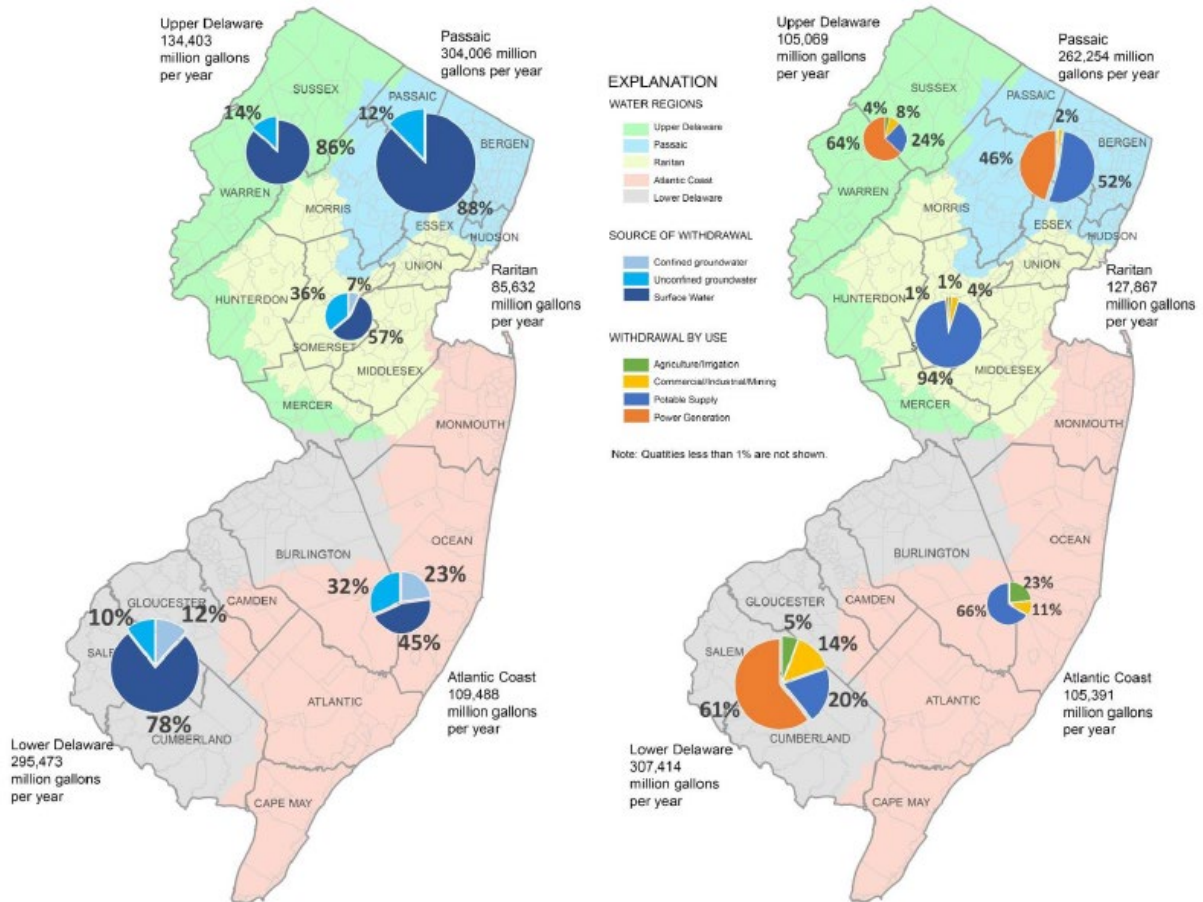 Upper Delaware
134,403
million gallons
per year
Passaic
304,006 million
gallons per year
SUSSEX
PASSAIC
14%
12%
86%
BERGEN
WARREN
88%
MORRIS
ESSEX
HUDSON
UNION
Raritan
85,632
million gallons
per year
7%
36%
HUNTERDON
57%
SOMERSET
MIDDLESEX
MERCER
MONMOUTH
OCEAN
BURLINGTON
32%
23%
GLOUCESTER
CAMDEN
10%
12%
45%
ATLANTIC
Atlantic Coast
109,488
million gallons
per year
78%
CUMBERLAND
Lower Delaware
295,473
million gallons
per year
CAPE MAY
EXPLANATION
WATER REGIONS
Upper Delaware
Passaic
Raritan
Atlantic Coast
Lower Delaware
SOURCE OF WITHDRAWAL
Confined groundwater
Unconfined groundwater
Surface Water
WITHDRAWAL BY USE
Agriculture/Irrigation
Commercial/Industrial/Mining
Potable Supply
Power Generation
Note: Quatities less than 1% are not shown.
Upper Delaware
105,069
million gallons
per year
Passaic
262,254 million
gallons per year
SUSSEX
PASSAIC
4%
8%
2%
BERGEN
64%
24%
46%
52%
WARREN
MORRIS
ESSEX
HUDSON
UNION
Raritan
127,867
million gallons
per year
1%
1%
4%
HUNTERDON
94%
MIDDLESEX
MERCER
MONMOUTH
OCEAN
BURLINGTON
23%
66%
11%
GLOUCESTER
CAMDEN
5%
SALEM
14%
61%
20%
ATLANTIC
Atlantic Coast
105,391
million gallons
per year
CUMBERLAND
Lower Delaware
307,414
million gallons
per year
CAPE MAY